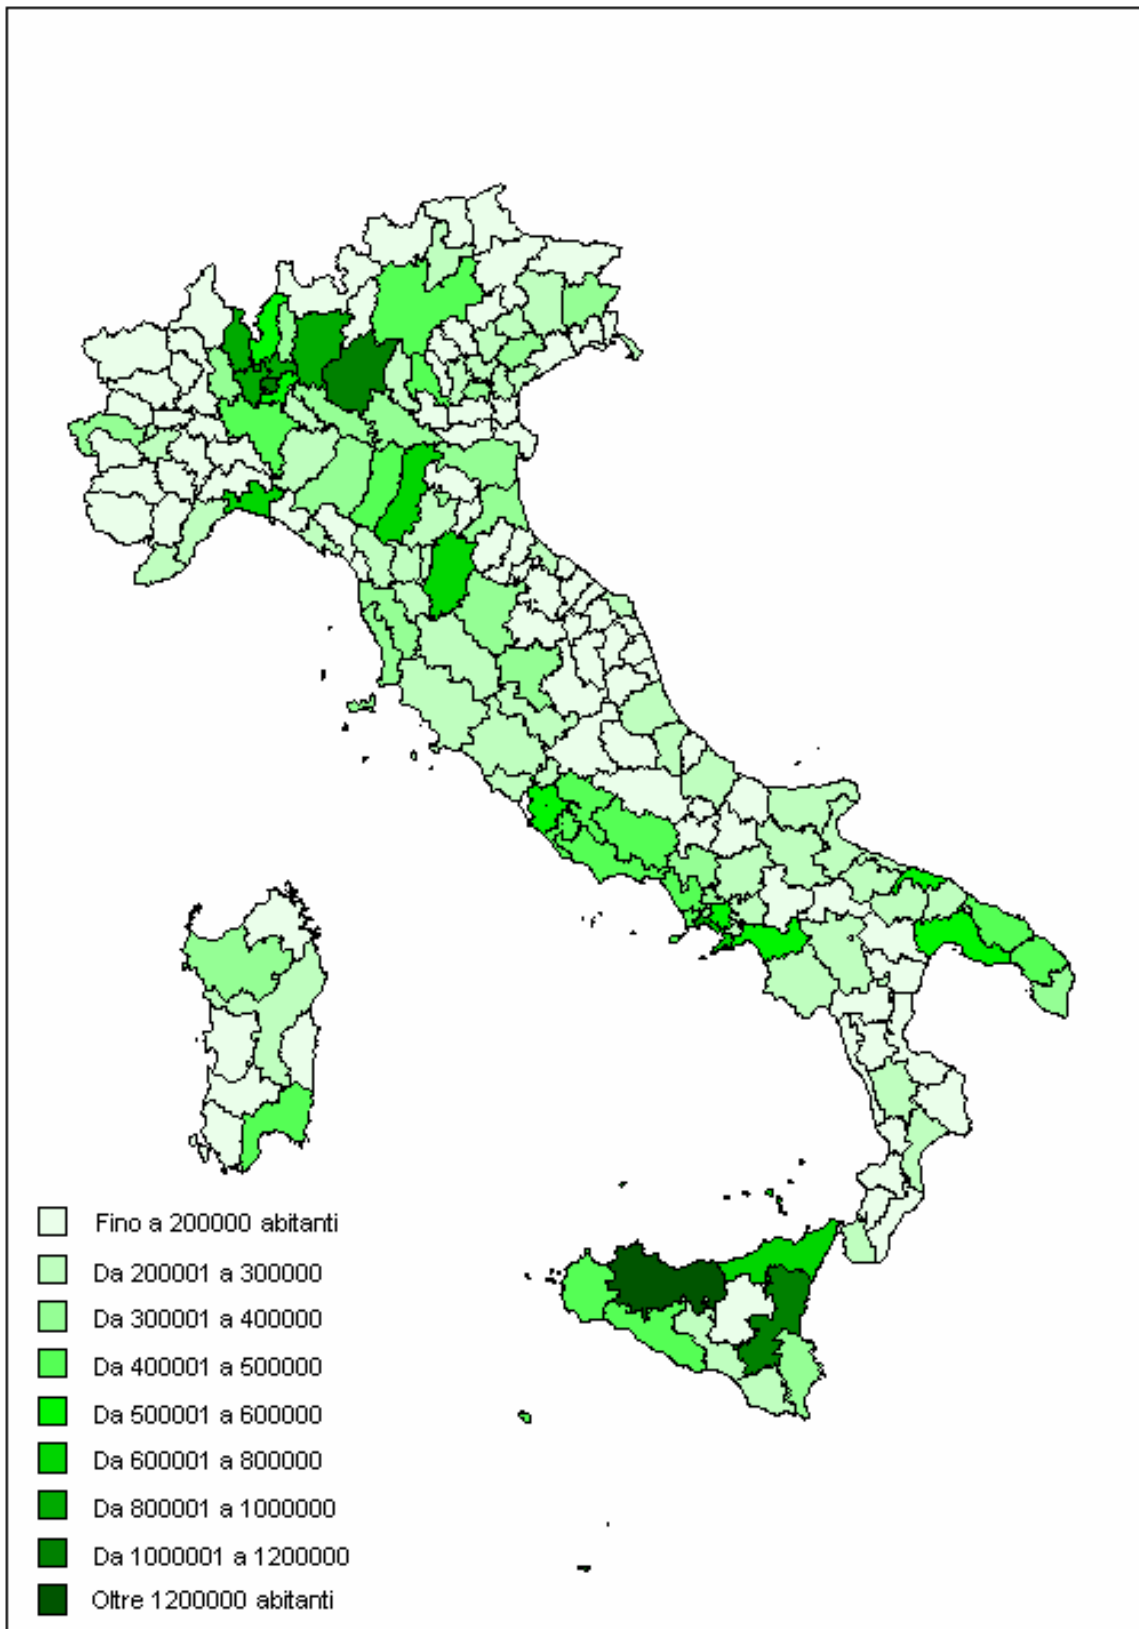 Fino a 200000 abitanti
Da 200001 a 300000
Da 300001 a 400000
Da 400001 a 500000
Da 500001 a 600000
Da 600001 a 800000
Da 800001 a 1000000
Da 1000001 a 1200000
Oltre 1200000 abitanti